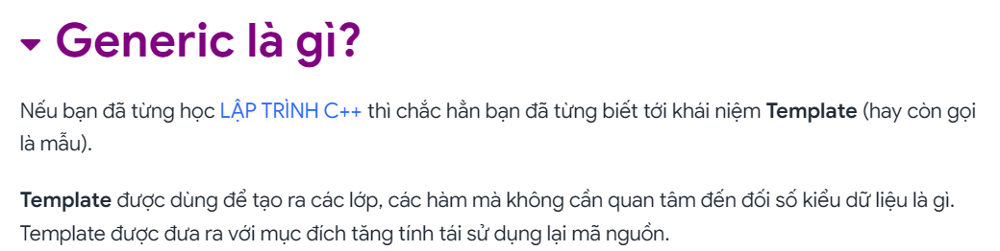 Generic là gì?
Nếu bạn đã từng học LẬP TRÌNH C++ thì chắc hẳn bạn đã từng biết tới khái niệm Template (hay còn gọi
là mẫu).
Template được dùng để tạo ra các lớp, các hàm mà không cần quan tâm đến đối số kiểu dữ liệu là gì.
Template được đưa ra với mục đích tăng tính tái sử dụng lại mã nguồn.